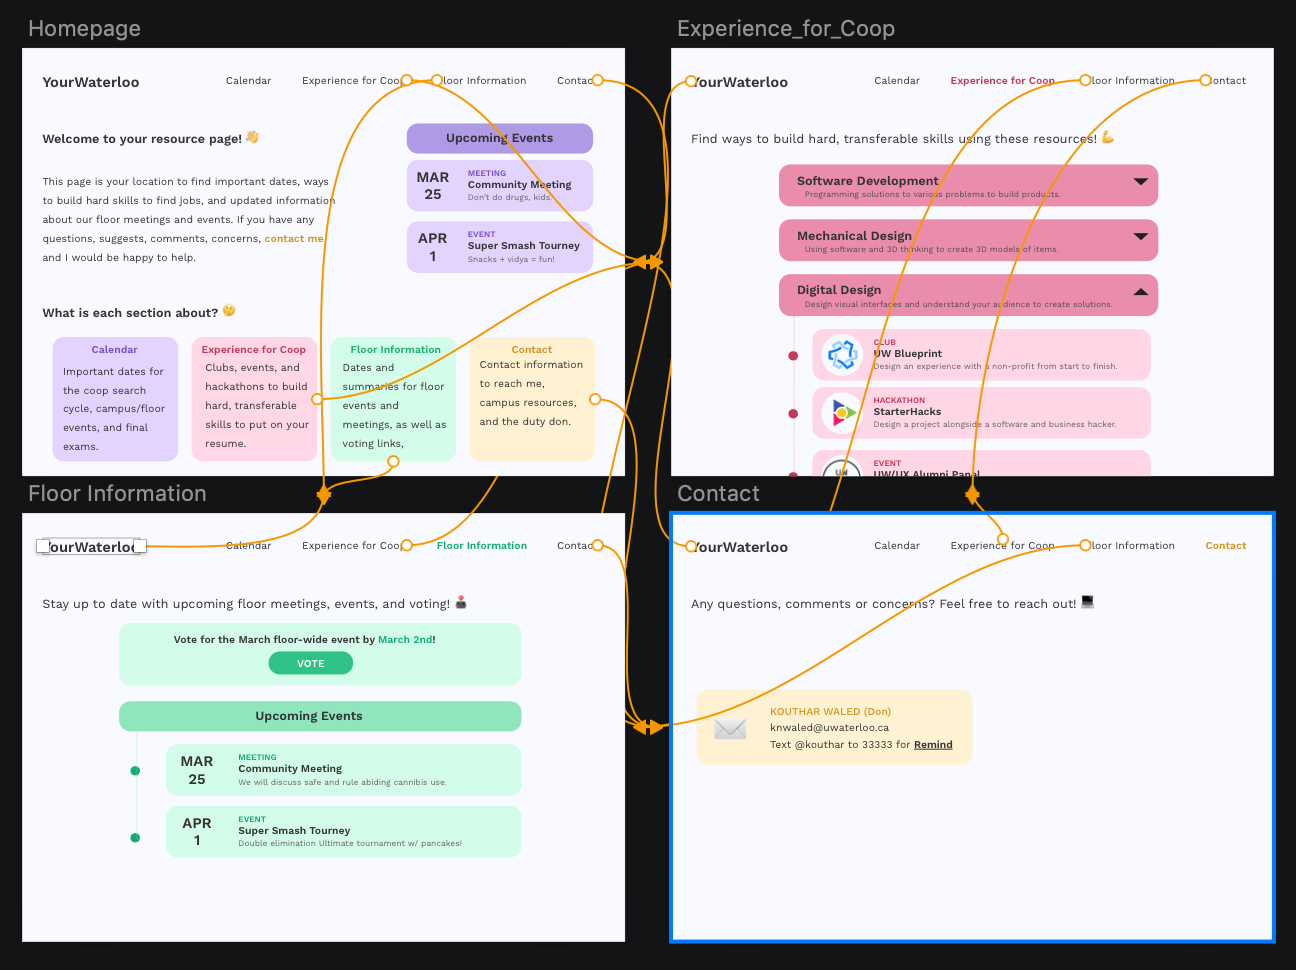 Homepage
YourWaterloo
Calendar
Experience for Coop
Floor Information
Contact
Welcome to your resource page! 👋
This page is your location to find important dates, ways
to build hard skills to find jobs, and updated information
about our floor meetings and events. If you have any
questions, suggests, comments, concerns, contact me
and I would be happy to help.
Upcoming Events
MAR
25
MEETING
Community Meeting
Don't do drugs, kids.
APR
1
EVENT
Super Smash Tourney
Snacks + vidya = fun!
What is each section about? 🤔
Calendar
Important dates for
the coop search
cycle, campus/floor
events, and final
exams.
Experience for Coop
Clubs, events, and
hackathons to build
hard, transferable
skills to put on your
resume.
Floor Information
Dates and
summaries for floor
events and
meetings, as well as
voting links,
Contact
Contact information
to reach me,
campus resources,
and the duty don.
Experience_for_Coop
YourWaterloo
Calendar
Experience for Coop
Floor Information
Contact
Find ways to build hard, transferable skills using these resources! 💪
Software Development
Programming solutions to various problems to build products.
Mechanical Design
Using software and 3D thinking to create 3D models of items.
Digital Design
Design visual interfaces and understand your audience to create solutions.
CLUB
UW Blueprint
Design an experience with a non-profit from start to finish.
HACKATHON
StarterHacks
Design a project alongside a software and business hacker.
UW
EVENT
UW/UX Alumni Panel
Floor Information
YourWaterloo
Calendar
Experience for Coop
Floor Information
Contact
Stay up to date with upcoming floor meetings, events, and voting! 🕹️
Vote for the March floor-wide event by March 2nd!
VOTE
Upcoming Events
MAR
25
MEETING
Community Meeting
We will discuss safe and rule abiding cannibis use.
APR
1
EVENT
Super Smash Tourney
Double elimination Ultimate tournament w/ pancakes!
Contact
YourWaterloo
Calendar
Experience for Coop
Floor Information
Contact
Any questions, comments or concerns? Feel free to reach out! 💻
KOUTHAR WALED (Don)
knwaled@uwaterloo.ca
Text @kouthar to 33333 for Remind